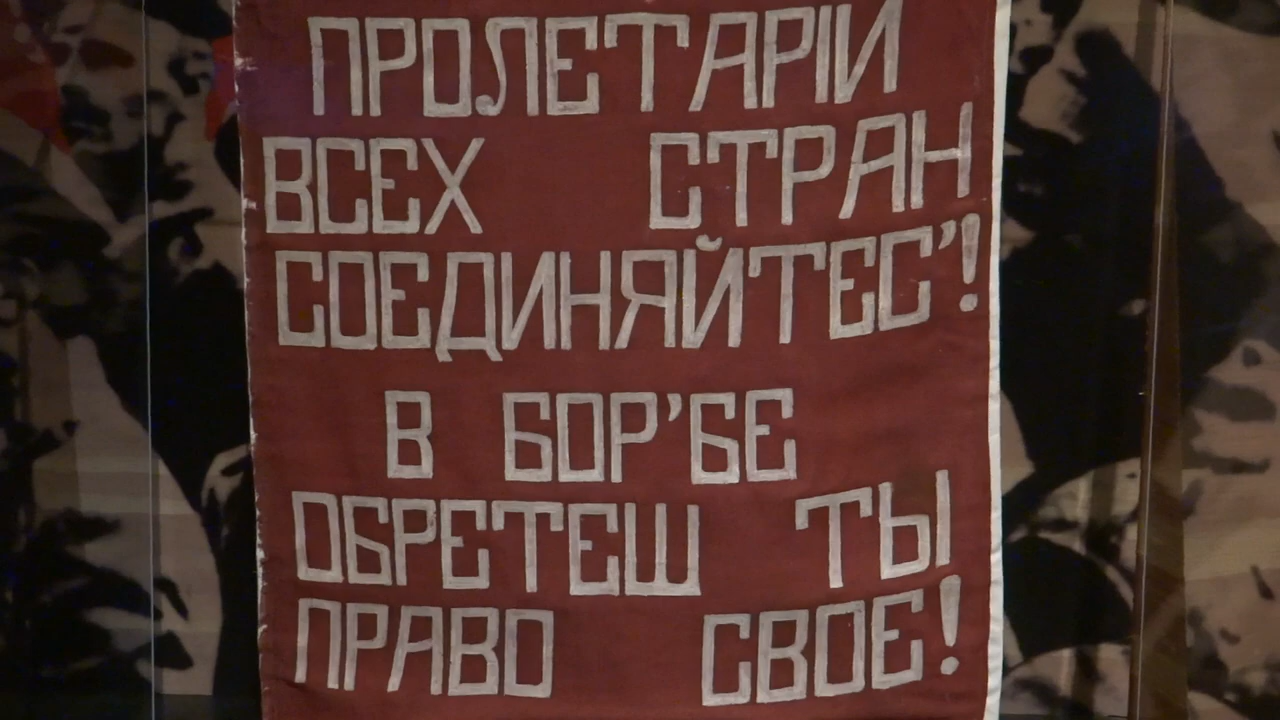 ПРОЛЕТАРІИ
ВСЕХ СТРАН
СОЕДИНЯЙТЕС'!
В БОР'БЕ
ОБРЕТЕШ ТЫ
ПРАВО СВОЕ!